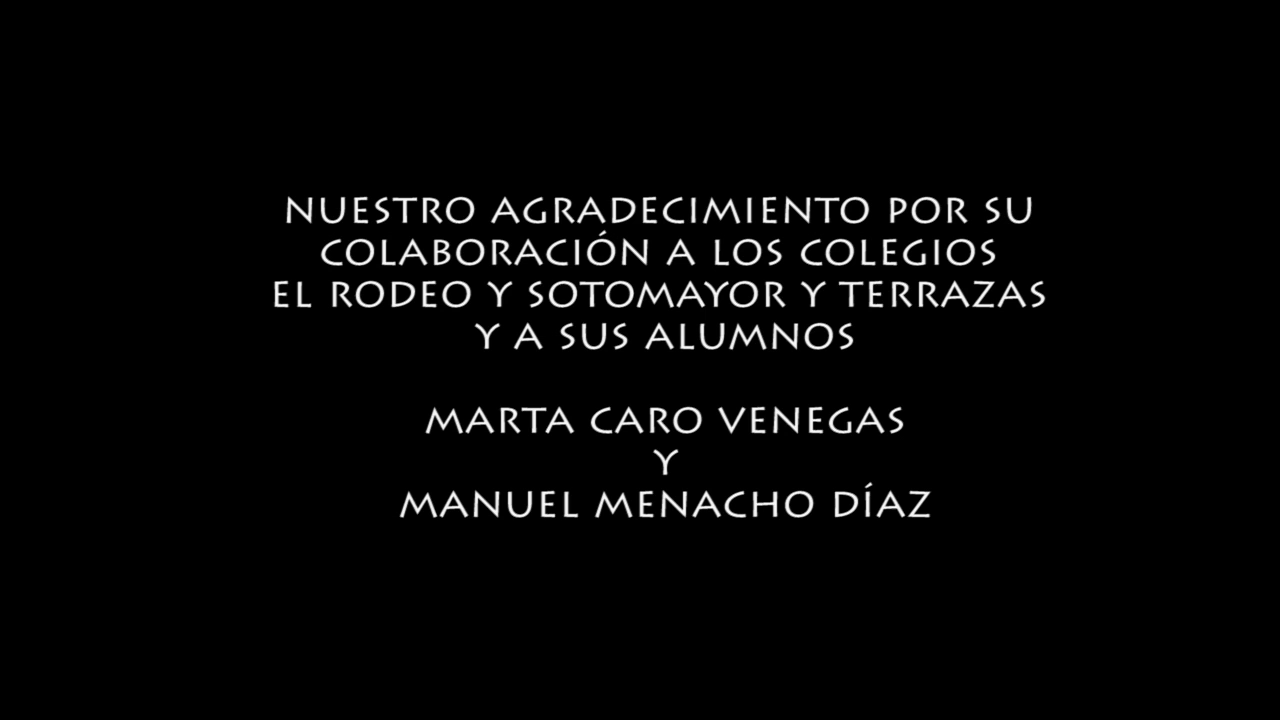 NUESTRO AGRADECIMIENTO POR SU
COLABORACIÓN A LOS COLEGIOS
EL RODEO Y SOTOMAYOR Y TERRAZAS
Y A SUS ALUMNOS
MARTA CARO VENEGAS
Y
MANUEL MENACHO DÍAZ